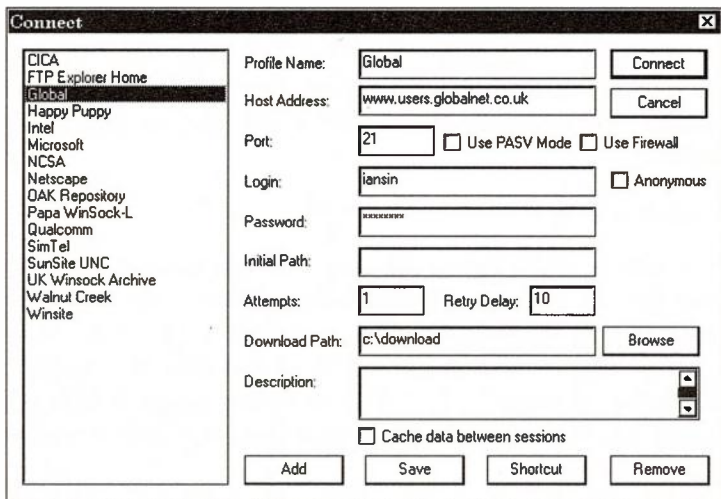 Connect
CICA
FTP Explorer Home
Global
Happy Puppy
Intel
Microsoft
NCSA
Netscape
OAK Repository
Papa WinSock-L
Qualcomm
SimTel
SunSite UNC
UK Winsock Archive
Walnut Creek
Winsite
Profile Name: Global Connect
Host Address: www.users.globalnet.co.uk Cancel
Port: 21 Use PASV Mode Use Firewall
Login: iansin Anonymous
Password: ********
Initial Path:
Attempts: 1 Retry Delay: 10
Download Path: c:\download Browse
Description:
Cache data between sessions
Add Save Shortcut Remove